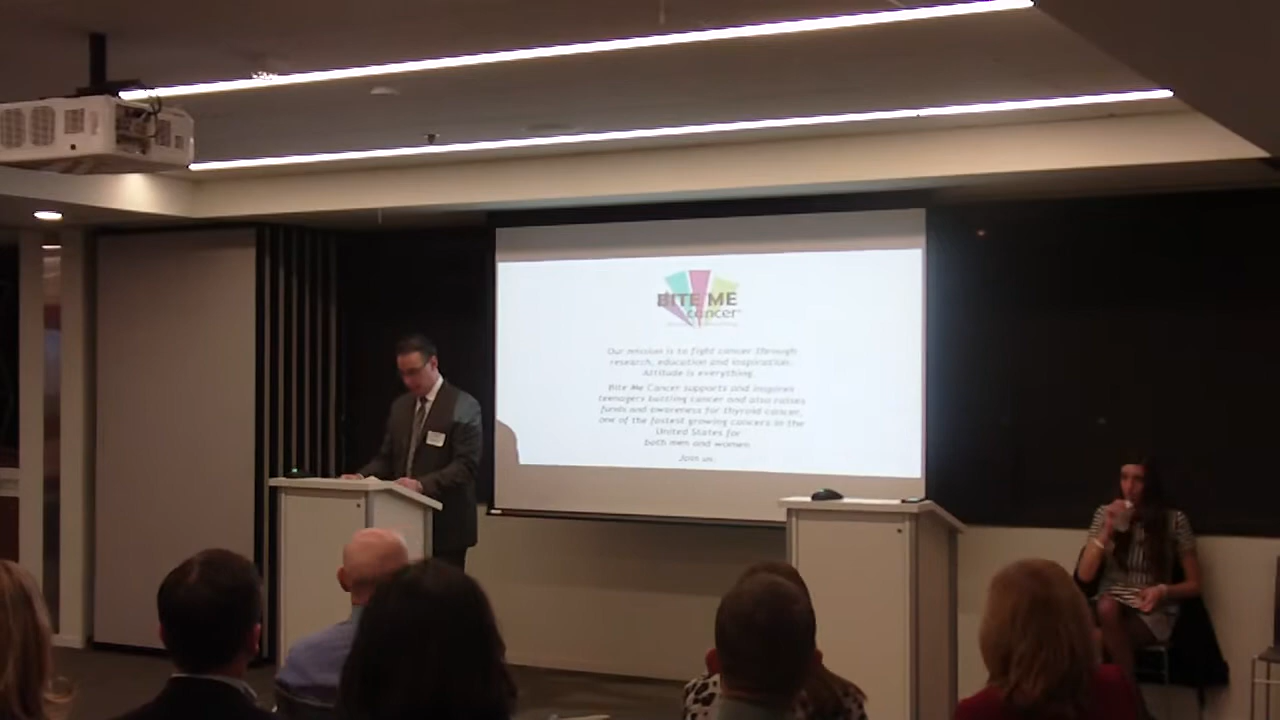 BITE ME
cancer
Our mission is to fight cancer through
research, education and inspiration.
Attitude is everything.
Bite Me Cancer supports and inspires
teenagers battling cancer and also raises
funds and awareness for thyroid cancer,
one of the fastest growing cancers in the
United States for
both men and women.
Join us.